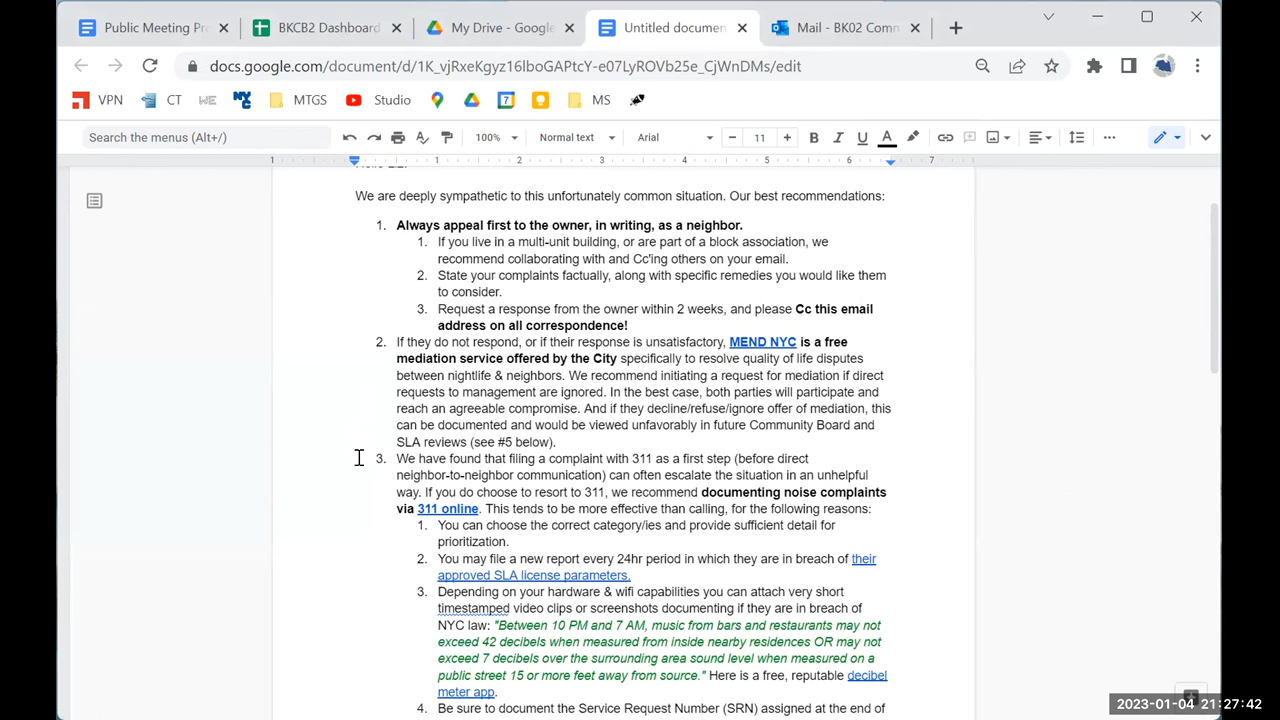 Public Meeting Pr
BKCB2 Dashboard
My Drive - Google
Untitled documen
Mail - BK02 Com
VPN
CT
WE
MTGS
Studio
MS
Search the menus (Alt+/)
100%
Normal text
Arial
11
1 1 2 3 4 5 6 7
We are deeply sympathetic to this unfortunately common situation. Our best recommendations:
1. Always appeal first to the owner, in writing, as a neighbor.
1. If you live in a multi-unit building, or are part of a block association, we
recommend collaborating with and Cc'ing others on your email.
2. State your complaints factually, along with specific remedies you would like them
to consider.
3. Request a response from the owner within 2 weeks, and please Cc this email
address on all correspondence!
2. If they do not respond, or if their response is unsatisfactory, MEND NYC is a free
mediation service offered by the City specifically to resolve quality of life disputes
between nightlife & neighbors. We recommend initiating a request for mediation if direct
requests to management are ignored. In the best case, both parties will participate and
reach an agreeable compromise. And if they decline/refuse/ignore offer of mediation, this
can be documented and would be viewed unfavorably in future Community Board and
SLA reviews (see #5 below).
3. We have found that filing a complaint with 311 as a first step (before direct
neighbor-to-neighbor communication) can often escalate the situation in an unhelpful
way. If you do choose to resort to 311, we recommend documenting noise complaints
via 311 online. This tends to be more effective than calling, for the following reasons:
1. You can choose the correct category/ies and provide sufficient detail for
prioritization.
2. You may file a new report every 24hr period in which they are in breach of their
approved SLA license parameters.
3. Depending on your hardware & wifi capabilities you can attach very short
timestamped video clips or screenshots documenting if they are in breach of
NYC law: "Between 10 PM and 7 AM, music from bars and restaurants may not
exceed 42 decibels when measured from inside nearby residences OR may not
exceed 7 decibels over the surrounding area sound level when measured on a
public street 15 or more feet away from source." Here is a free, reputable decibel
meter app.
4. Be sure to document the Service Request Number (SRN) assigned at the end of
2023-01-04 21:27:42